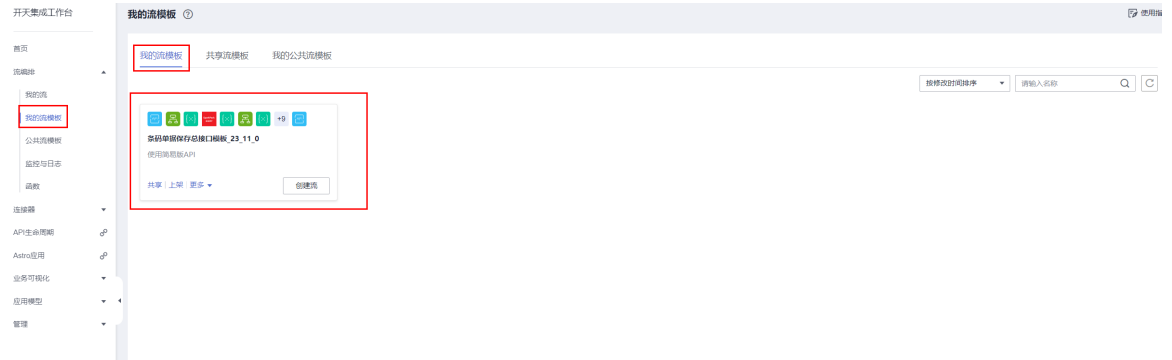 开天集成工作台
首页
流编排
我的流
我的流模板
公共流模板
监控与日志
函数
连接器
API生命周期
Astro应用
业务可视化
应用模型
管理
我的流模板
使用指
我的流模板 共享流模板 我的公共流模板
按修改时间排序 请输入名称
+9
条码单据保存总接口模板_23_11_0
使用简易版API
共享 上架 更多 创建流